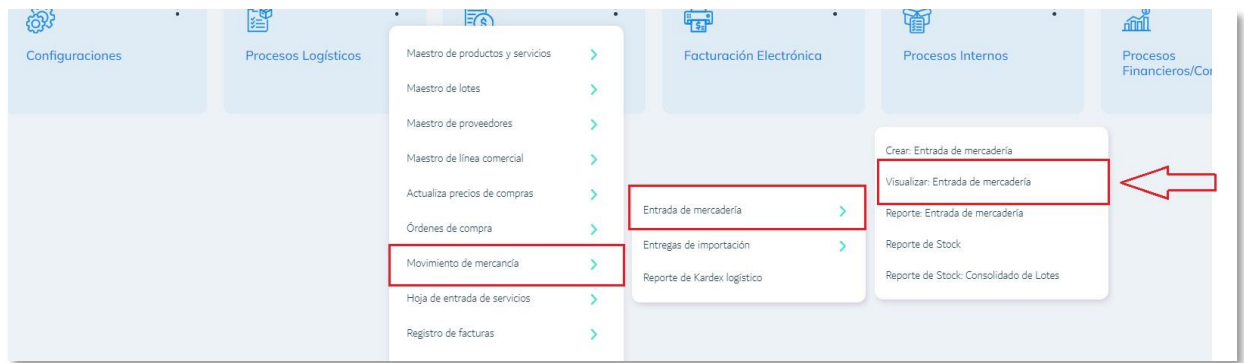 Configuraciones
Procesos Logísticos
Facturación Electrónica
Procesos Internos
Procesos
Maestro de productos y servicios
Maestro de lotes
Maestro de proveedores
Maestro de línea comercial
Actualiza precios de compras
Órdenes de compra
Movimiento de mercancía
Hoja de entrada de servicios
Registro de facturas
Entrada de mercadería
Entregas de importación
Reporte de Kardex logístico
Crear: Entrada de mercadería
Visualizar: Entrada de mercadería
Reporte: Entrada de mercadería
Reporte de Stock
Reporte de Stock: Consolidado de Lotes